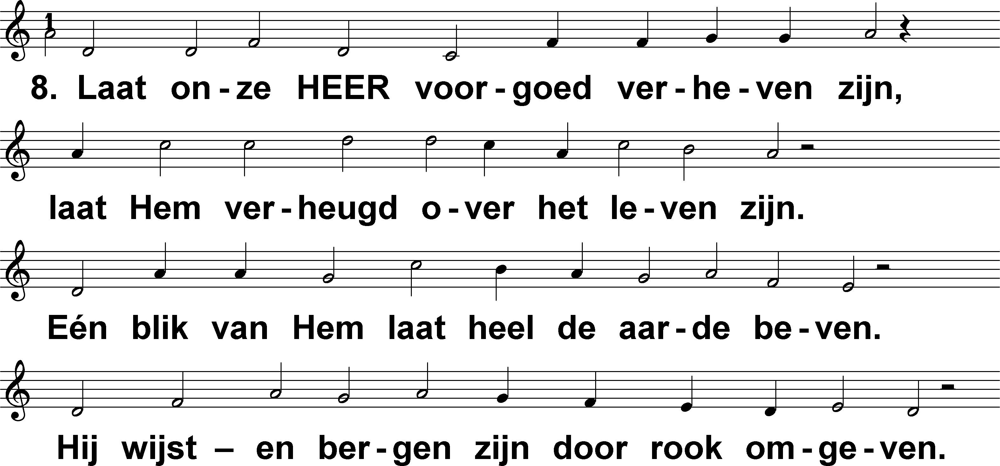 1
8. Laat on - ze HEER voor - goed ver - he - ven zijn,
laat Hem ver - heugd o - ver het le - ven zijn.
Eén blik van Hem laat heel de aar - de be - ven.
Hij wijst – en ber - gen zijn door rook om - ge - ven.